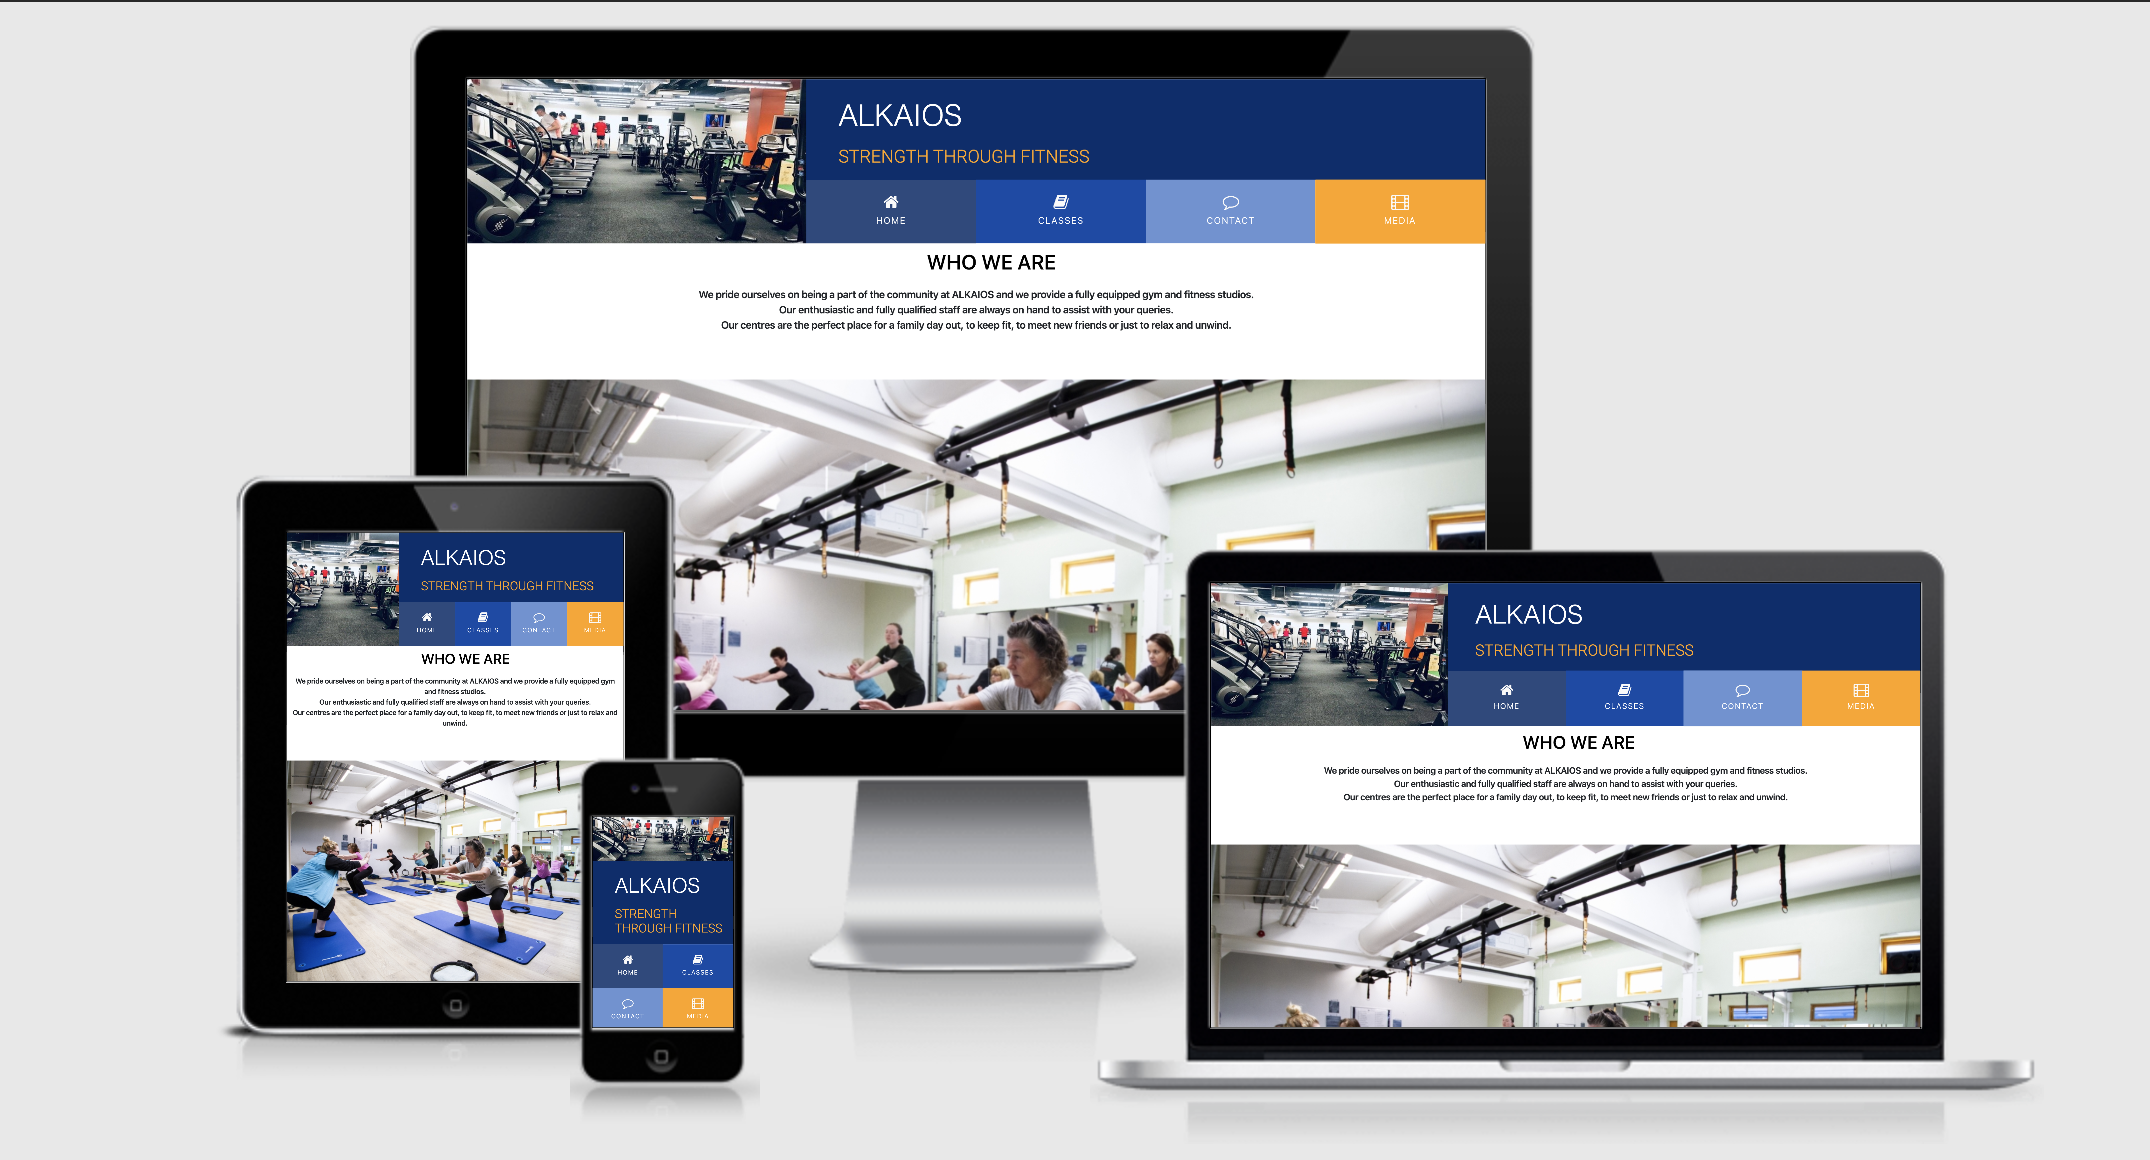 ALKAIOS
STRENGTH THROUGH FITNESS
HOME CLASSES CONTACT MEDIA
WHO WE ARE
We pride ourselves on being a part of the community at ALKAIOS and we provide a fully equipped gym and fitness studios.
Our enthusiastic and fully qualified staff are always on hand to assist with your queries.
Our centres are the perfect place for a family day out, to keep fit, to meet new friends or just to relax and unwind.
ALKAIOS
STRENGTH THROUGH FITNESS
HOME CLASSES CONTACT MEDIA
WHO WE ARE
We pride ourselves on being a part of the community at ALKAIOS and we provide a fully equipped gym
and fitness studios.
Our enthusiastic and fully qualified staff are always on hand to assist with your queries.
Our centres are the perfect place for a family day out, to keep fit, to meet new friends or just to relax and
unwind.
ALKAIOS
STRENGTH
THROUGH FITNESS
HOME CLASSES
CONTACT MEDIA
ALKAIOS
STRENGTH THROUGH FITNESS
HOME CLASSES CONTACT MEDIA
WHO WE ARE
We pride ourselves on being a part of the community at ALKAIOS and we provide a fully equipped gym and fitness studios.
Our enthusiastic and fully qualified staff are always on hand to assist with your queries.
Our centres are the perfect place for a family day out, to keep fit, to meet new friends or just to relax and unwind.